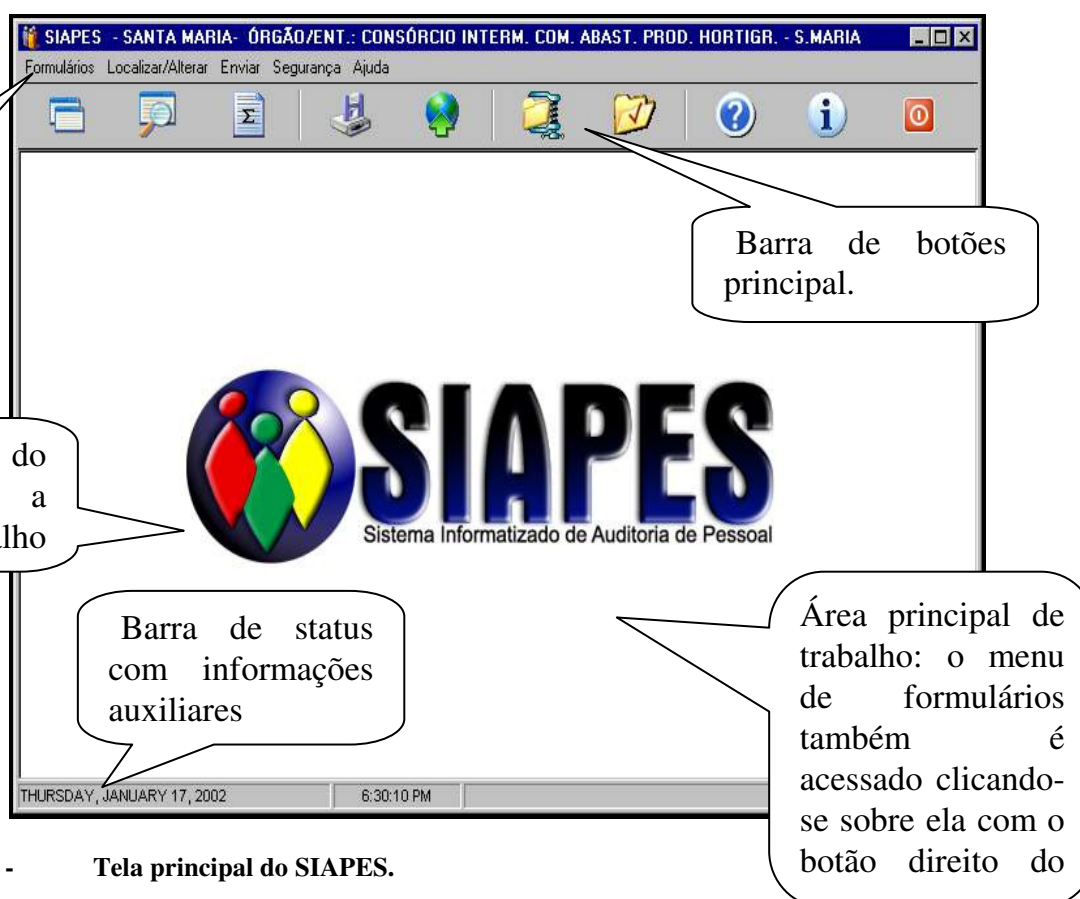 SIAPES - SANTA MARIA- ÓRGÃO/ENT.: CONSÓRCIO INTERM. COM. ABAST. PROD. HORTIGR. - S.MARIA
Formulários Localizar/Alterar Enviar Segurança Ajuda
Barra de botões
principal.
do
a
alho
SIAPES
Sistema Informatizado de Auditoria de Pessoal
Barra de status
com informações
auxiliares
Área principal de
trabalho: o menu
de formulários
também é
acessado clicando-
se sobre ela com o
botão direito do
THURSDAY, JANUARY 17, 2002 6:30:10 PM
- Tela principal do SIAPES.